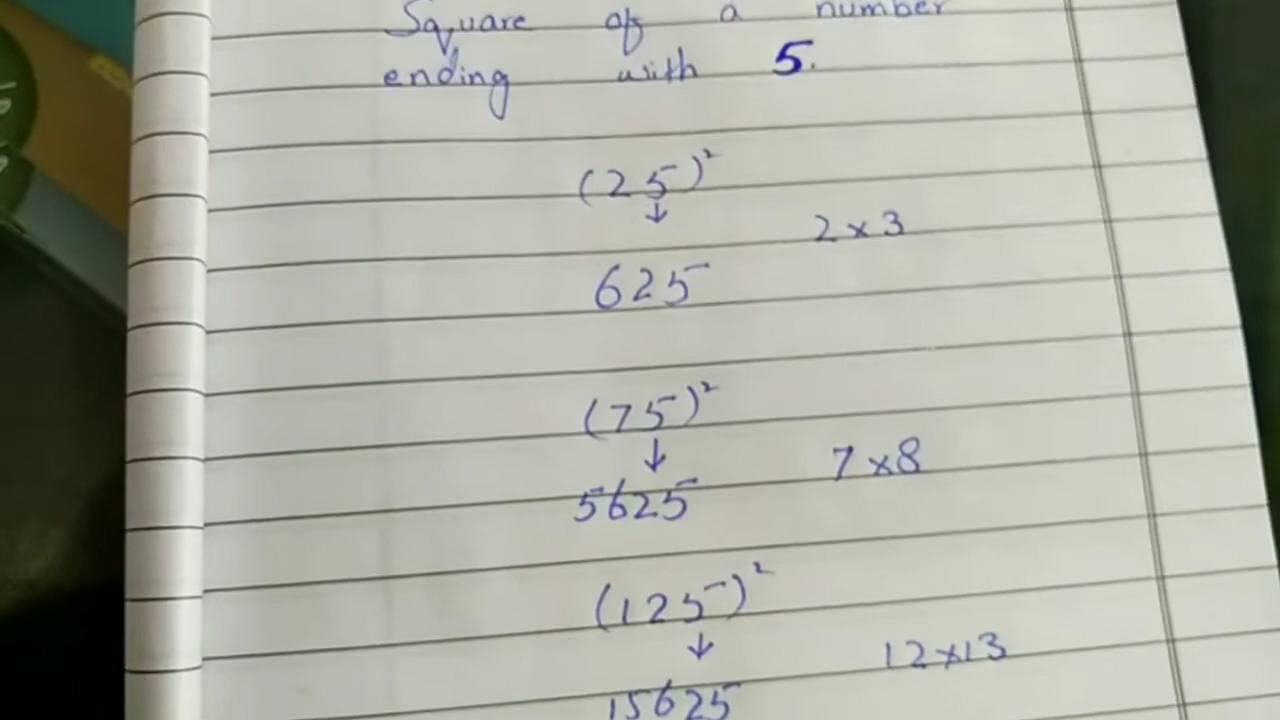 Square of a number
ending with 5.
(25)²
↓
2 x 3
625
(75)²
↓
7 x 8
5625
(125)²
↓
12 x 13
15625